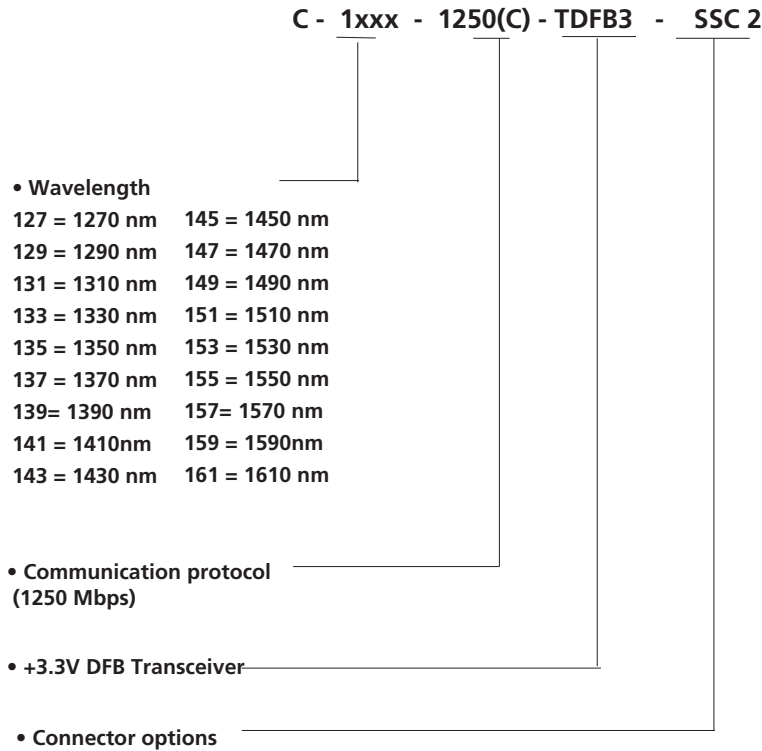 C - 1xxx - 1250(C) - TDFB3 - SSC 2
• Wavelength
127 = 1270 nm 145 = 1450 nm
129 = 1290 nm 147 = 1470 nm
131 = 1310 nm 149 = 1490 nm
133 = 1330 nm 151 = 1510 nm
135 = 1350 nm 153 = 1530 nm
137 = 1370 nm 155 = 1550 nm
139= 1390 nm 157= 1570 nm
141 = 1410nm 159 = 1590nm
143 = 1430 nm 161 = 1610 nm
• Communication protocol
(1250 Mbps)
• +3.3V DFB Transceiver
• Connector options